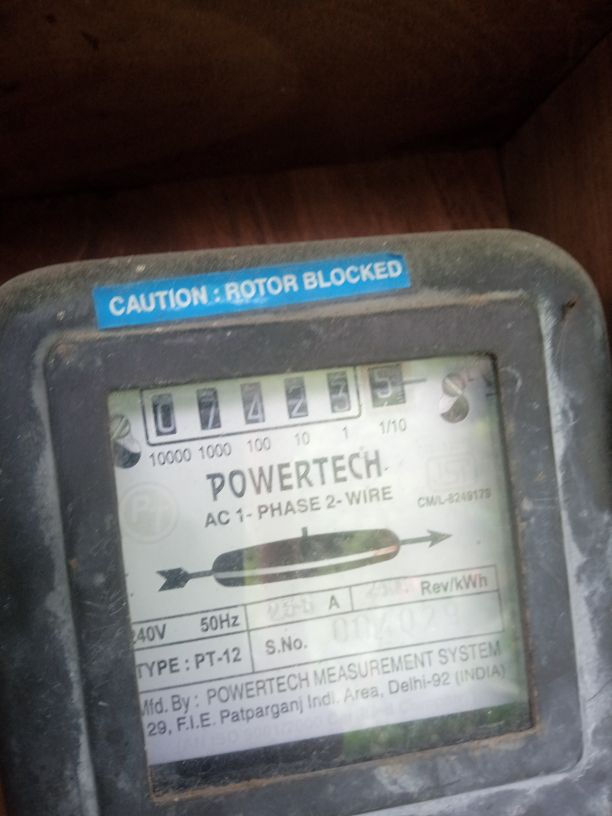 CAUTION : ROTOR BLOCKED
0 7 4 2 3 5
10000 1000 100 10 1 1/10
POWERTECH
AC 1- PHASE 2- WIRE
CM/L-8249179
240V 50Hz A Rev/kWh
TYPE : PT-12 S.No.
Mfd. By : POWERTECH MEASUREMENT SYSTEM
29, F.I.E. Patparganj Indl. Area, Delhi-92 (INDIA)